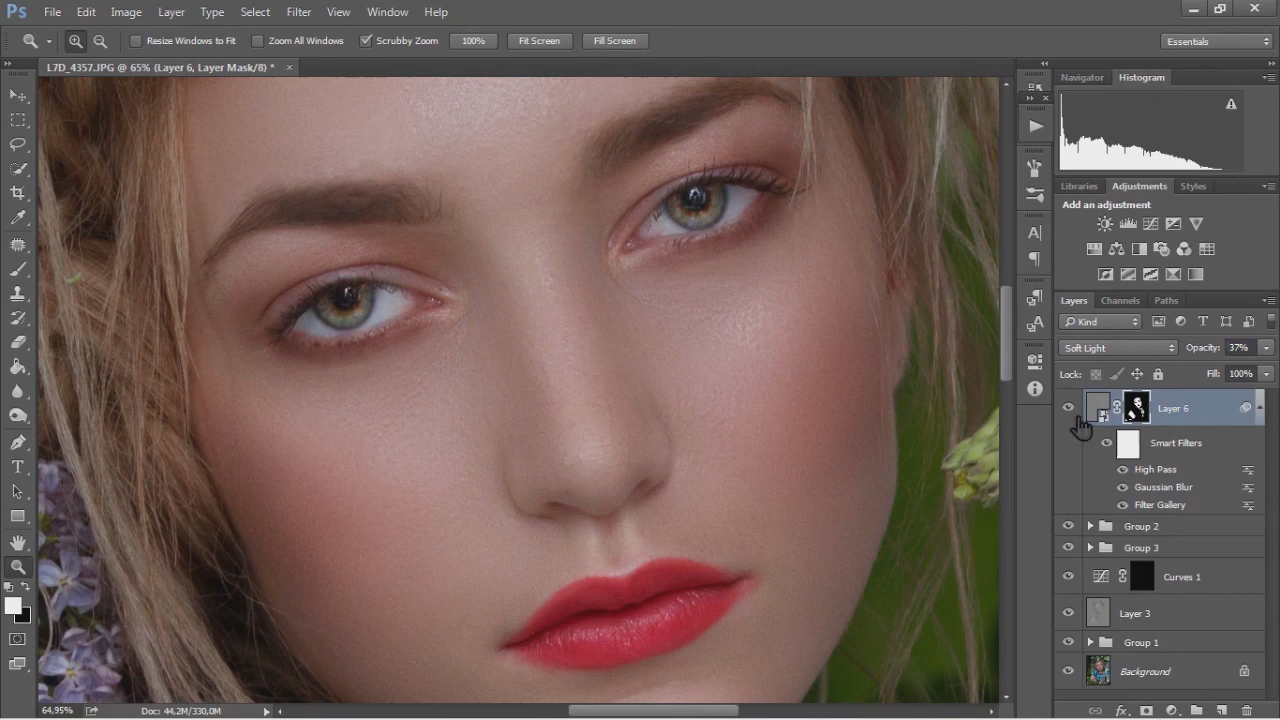 Ps File Edit Image Layer Type Select Filter View Window Help
Resize Windows to Fit Zoom All Windows Scrubby Zoom 100% Fit Screen Fill Screen Essentials
L7D_4357.JPG @ 65% (Layer 6, Layer Mask/8) *
Navigator Histogram
Libraries Adjustments Styles
Add an adjustment
Layers Channels Paths
Kind
Soft Light Opacity: 37%
Lock: Fill: 100%
Layer 6
Smart Filters
High Pass
Gaussian Blur
Filter Gallery
Group 2
Group 3
Curves 1
Layer 3
Group 1
Background
64,95% Doc: 44,2M/330,0M